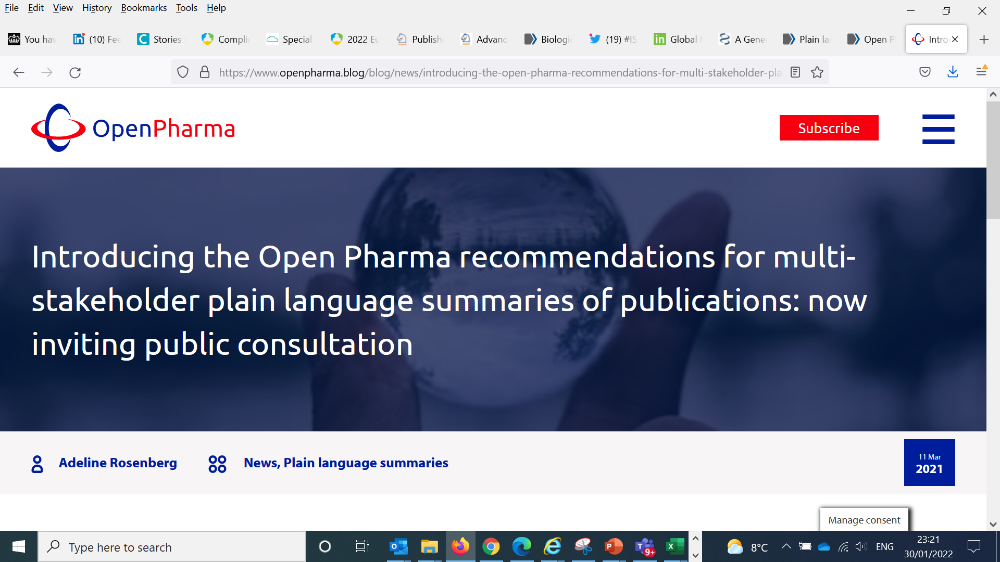 File Edit View History Bookmarks Tools Help
You hav (10) Fee Stories Compli Special 2022 Eu Publishi Advanc Biologic (19) #IS Global A Gene Plain la Open P Intro
https://www.openpharma.blog/blog/news/introducing-the-open-pharma-recommendations-for-multi-stakeholder-pla
OpenPharma
Subscribe
Introducing the Open Pharma recommendations for multi-
stakeholder plain language summaries of publications: now
inviting public consultation
Adeline Rosenberg News, Plain language summaries
11 Mar
2021
Manage consent
Type here to search
9+
8°C
ENG
23:21
30/01/2022